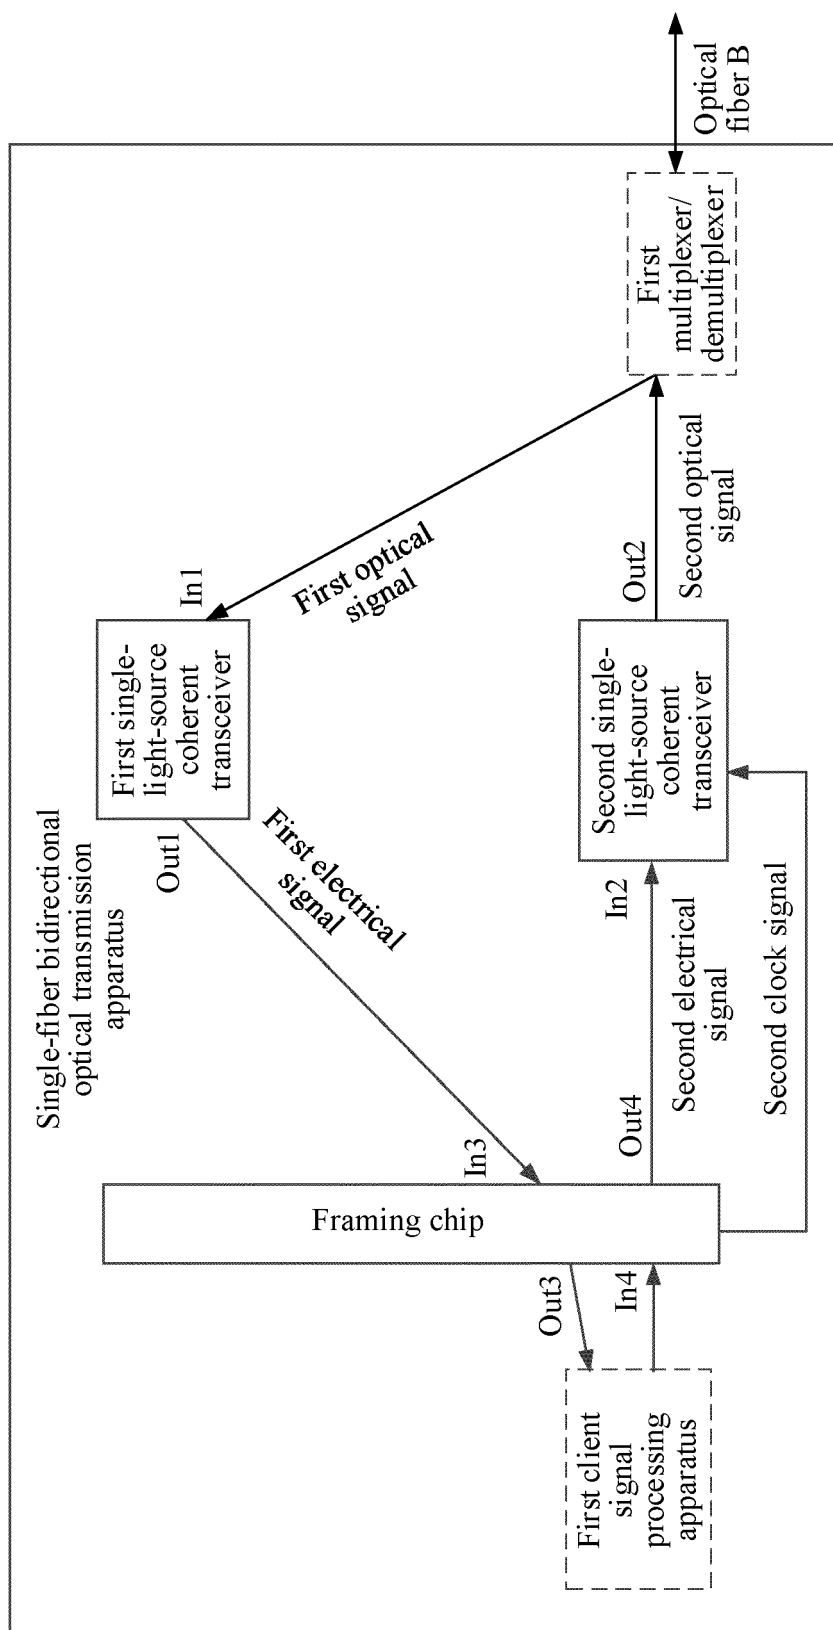 Single-fiber bidirectional
optical transmission
apparatus
First client
signal
processing
apparatus
Out3
In4
Framing chip
In3
Out4
First electrical
signal
Second electrical
signal
Second clock signal
Out1
First single-
light-source
coherent
transceiver
In1
In2
Second single-
light-source
coherent
transceiver
Out2
First optical
signal
Second optical
signal
First
multiplexer/
demultiplexer
Optical
fiber B